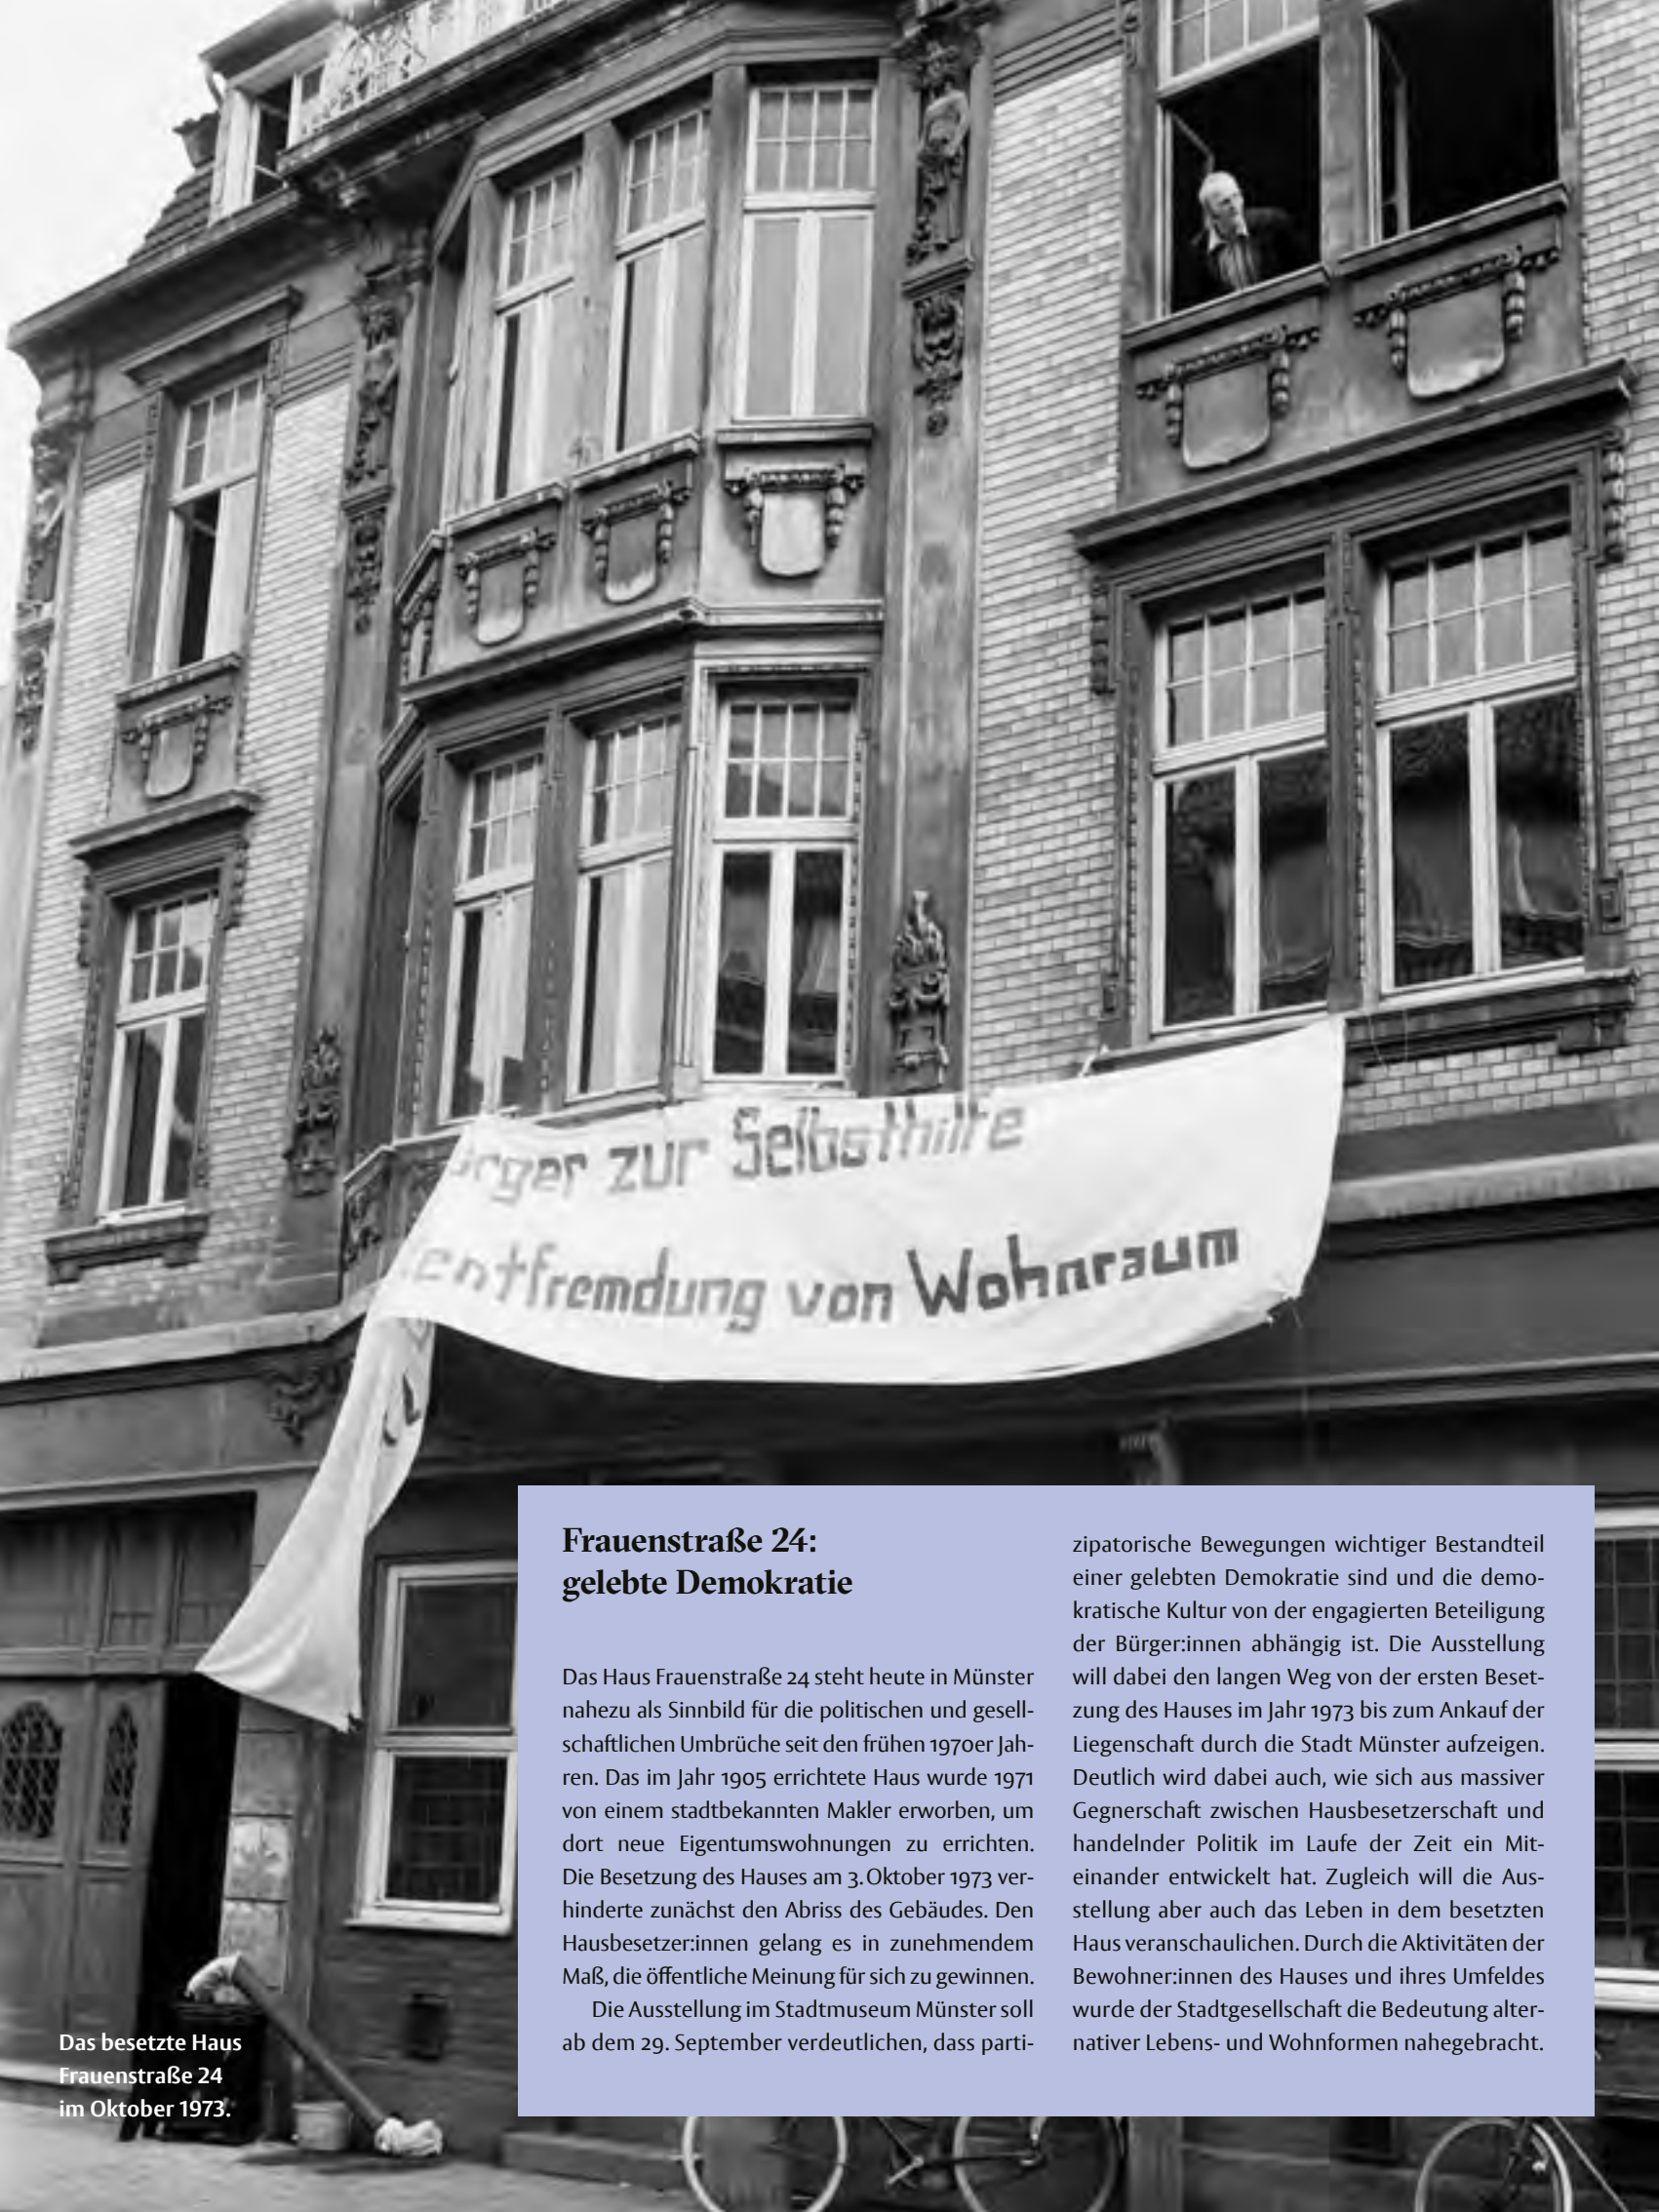 ürger zur Selbsthilfe
entfremdung von Wohnraum
Frauenstraße 24:
gelebte Demokratie
Das Haus Frauenstraße 24 steht heute in Münster
nahezu als Sinnbild für die politischen und gesell-
schaftlichen Umbrüche seit den frühen 1970er Jah-
ren. Das im Jahr 1905 errichtete Haus wurde 1971
von einem stadtbekannten Makler erworben, um
dort neue Eigentumswohnungen zu errichten.
Die Besetzung des Hauses am 3. Oktober 1973 ver-
hinderte zunächst den Abriss des Gebäudes. Den
Hausbesetzer:innen gelang es in zunehmendem
Maß, die öffentliche Meinung für sich zu gewinnen.
Die Ausstellung im Stadtmuseum Münster soll
ab dem 29. September verdeutlichen, dass parti-
zipatorische Bewegungen wichtiger Bestandteil
einer gelebten Demokratie sind und die demo-
kratische Kultur von der engagierten Beteiligung
der Bürger:innen abhängig ist. Die Ausstellung
will dabei den langen Weg von der ersten Beset-
zung des Hauses im Jahr 1973 bis zum Ankauf der
Liegenschaft durch die Stadt Münster aufzeigen.
Deutlich wird dabei auch, wie sich aus massiver
Gegnerschaft zwischen Hausbesetzerschaft und
handelnder Politik im Laufe der Zeit ein Mit-
einander entwickelt hat. Zugleich will die Aus-
stellung aber auch das Leben in dem besetzten
Haus veranschaulichen. Durch die Aktivitäten der
Bewohner:innen des Hauses und ihres Umfeldes
wurde der Stadtgesellschaft die Bedeutung alter-
nativer Lebens- und Wohnformen nahegebracht.
Das besetzte Haus
Frauenstraße 24
im Oktober 1973.